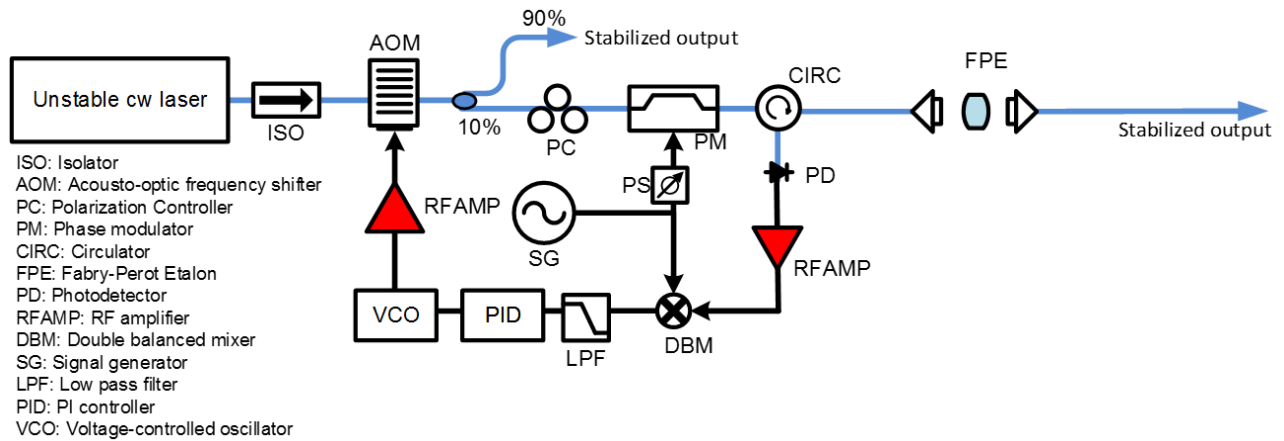 90%
Stabilized output
AOM
Unstable cw laser
ISO
10%
PC
PM
CIRC
FPE
Stabilized output
PS
PD
SG
RFAMP
RFAMP
VCO
PID
LPF
DBM
ISO: Isolator
AOM: Acousto-optic frequency shifter
PC: Polarization Controller
PM: Phase modulator
CIRC: Circulator
FPE: Fabry-Perot Etalon
PD: Photodetector
RFAMP: RF amplifier
DBM: Double balanced mixer
SG: Signal generator
LPF: Low pass filter
PID: PI controller
VCO: Voltage-controlled oscillator